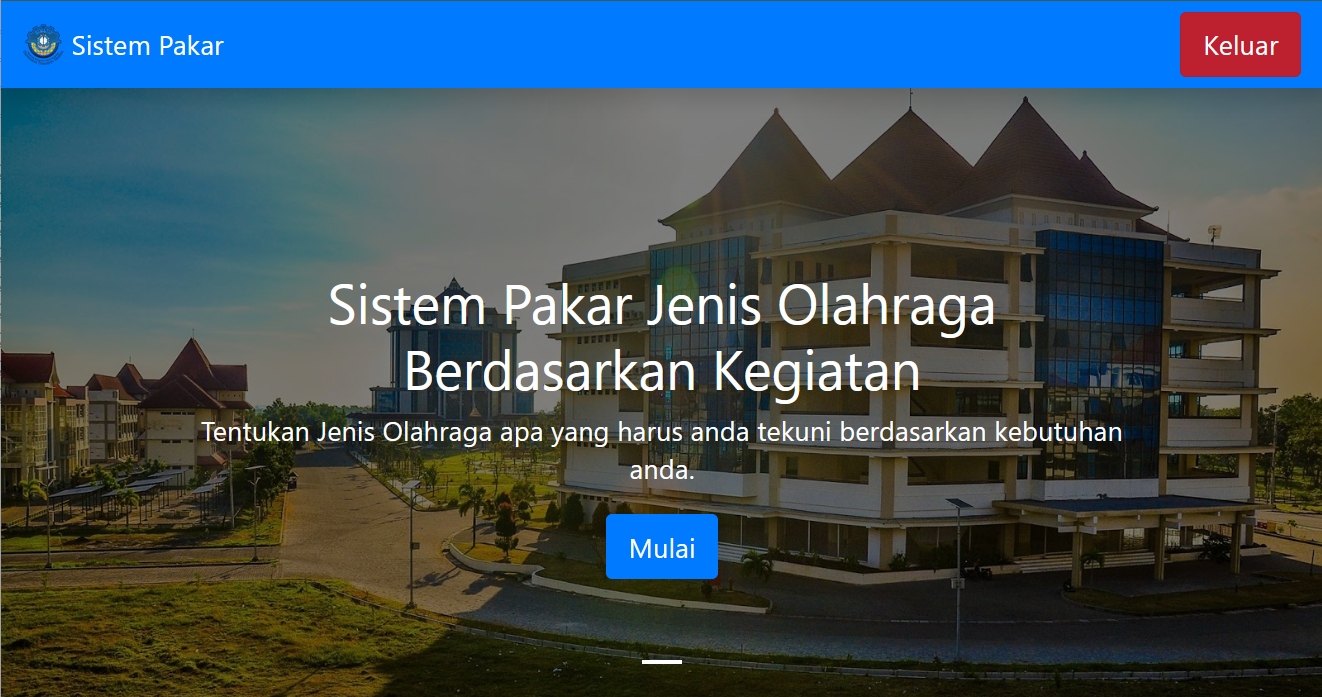 Sistem Pakar
Keluar
Sistem Pakar Jenis Olahraga
Berdasarkan Kegiatan
Tentukan Jenis Olahraga apa yang harus anda tekuni berdasarkan kebutuhan
anda.
Mulai